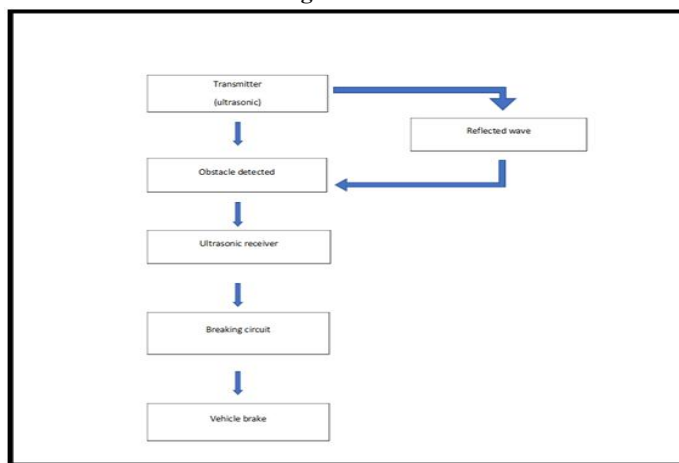 Transmitter
(ultrasonic)
Reflected wave
Obstacle detected
Ultrasonic receiver
Breaking circuit
Vehicle brake